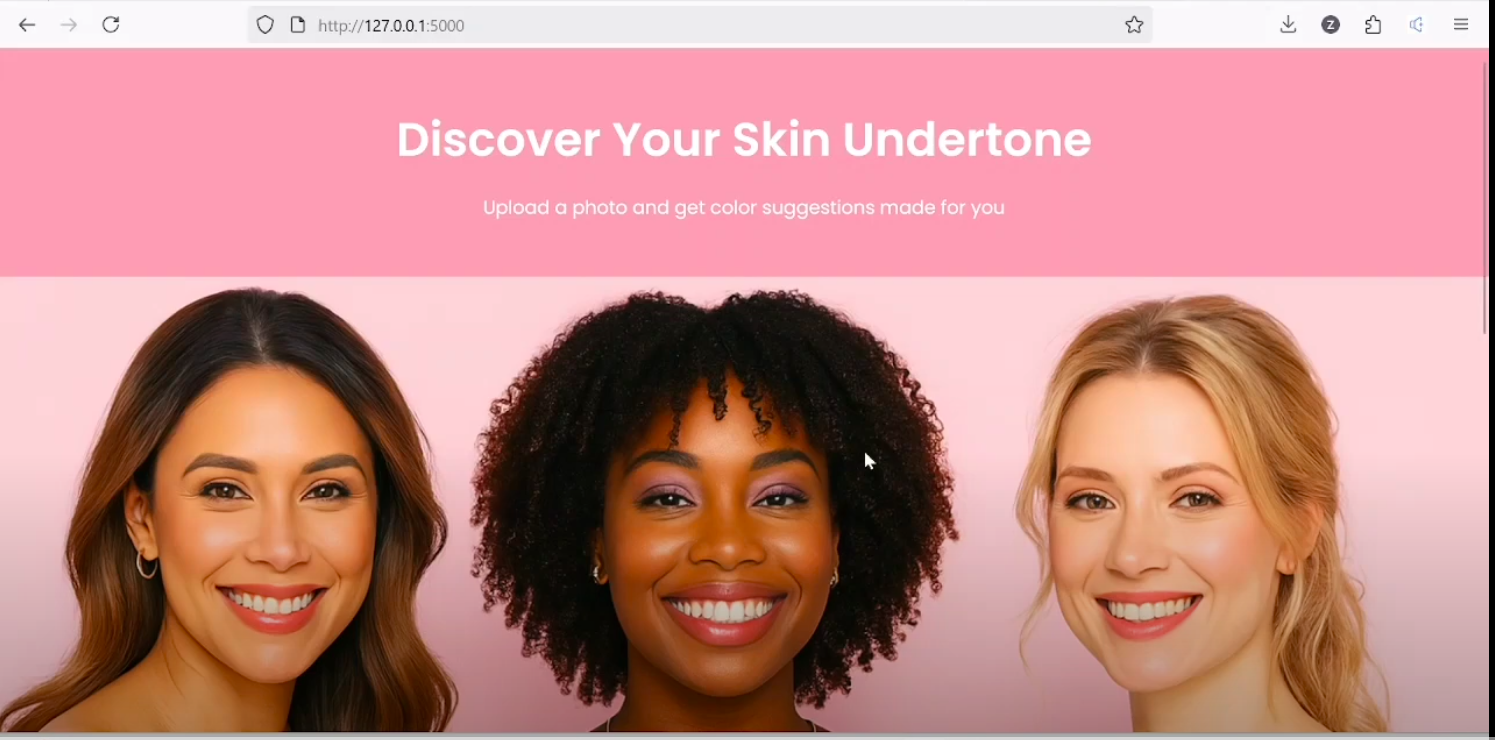 http://127.0.0.1:5000
Z
Discover Your Skin Undertone
Upload a photo and get color suggestions made for you